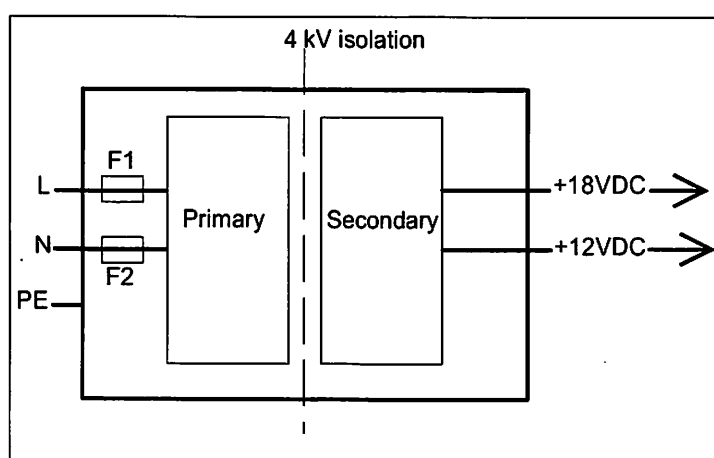 4 kV isolation
F1
L
Primary
Secondary
+18VDC
N
F2
+12VDC
PE